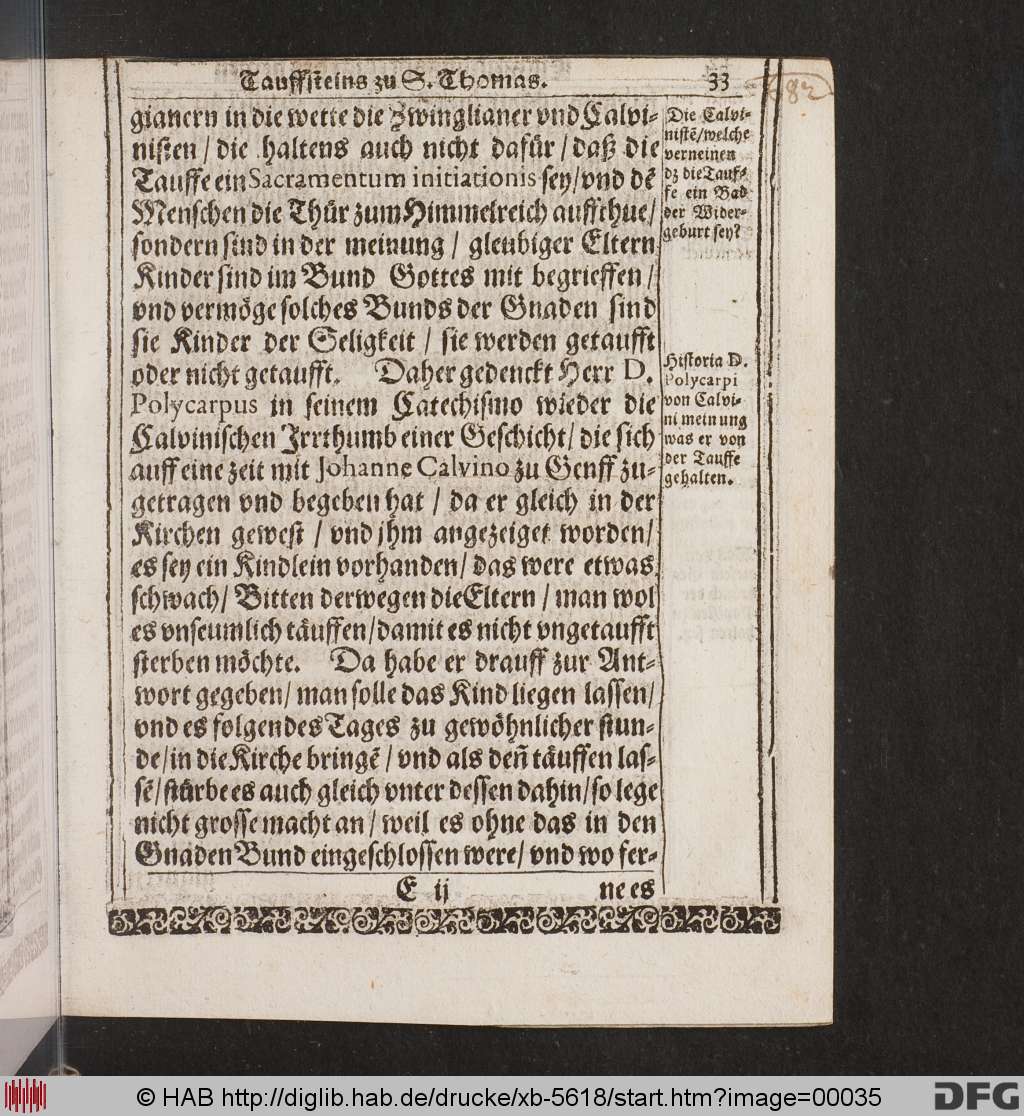 Tauffsteins zu S. Thomas. 33
82
gianern in die wette die Zwinglianer vnd Calvi-
nisten / die haltens auch nicht dafür / daß die
Tauffe ein Sacramentum initiationis sey / vnd dē
Menschen die Thür zum Himmelreich auffthue /
sondern sind in der meinung / gleubiger Eltern
Kinder sind im Bund Gottes mit begrieffen /
vnd vermöge solches Bunds der Gnaden sind
sie Kinder der Seligkeit / sie werden getaufft
oder nicht getaufft. Daher gedenckt Herr D.
Polycarpus in seinem Catechismo wieder die
Calvinischen Irrthumb einer Geschicht / die sich
auff eine zeit mit Johanne Calvino zu Genff zu-
getragen vnd begeben hat / da er gleich in der
Kirchen gewest / vnd jhm angezeiget worden /
es sey ein Kindlein vorhanden / das were etwas
schwach / Bitten derwegen die Eltern / man wol
es vnseumlich täuffen / damit es nicht vngetaufft
sterben möchte. Da habe er drauff zur Ant-
wort gegeben / man solle das Kind liegen lassen /
vnd es folgendes Tages zu gewöhnlicher stun-
de / in die Kirche bringē / vnd als deñ täuffen las-
sē / stürbe es auch gleich vnter dessen dahin / so lege
nicht grosse macht an / weil es ohne das in den
Gnaden Bund eingeschlossen were / vnd wo fer-
E ij ne es
Die Calvi-
nistē / welche
verneinen
dz die Tauf-
fe ein Bad
der Wider-
geburt sey?
Historia D.
Polycarpi
von Calvi-
ni meinung
was er von
der Tauffe
gehalten.
© HAB http://diglib.hab.de/drucke/xb-5618/start.htm?image=00035
DFG